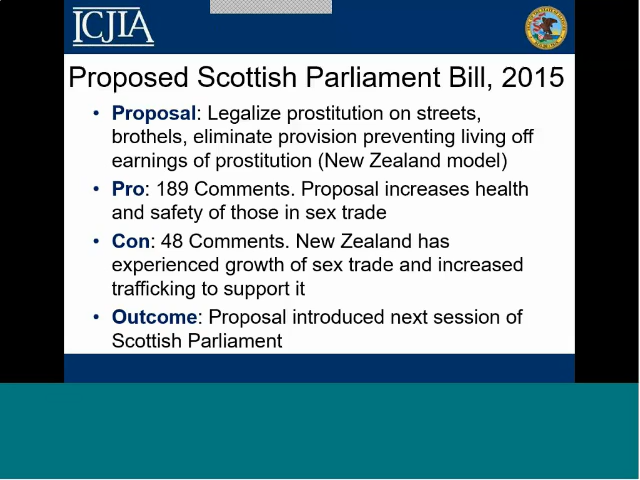 ICJIA
Proposed Scottish Parliament Bill, 2015
• Proposal: Legalize prostitution on streets,
brothels, eliminate provision preventing living off
earnings of prostitution (New Zealand model)
• Pro: 189 Comments. Proposal increases health
and safety of those in sex trade
• Con: 48 Comments. New Zealand has
experienced growth of sex trade and increased
trafficking to support it
• Outcome: Proposal introduced next session of
Scottish Parliament